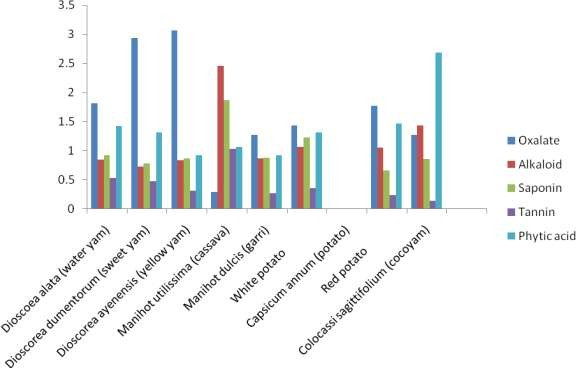 3.5
3
2.5
2
1.5
1
0.5
0
Oxalate
Alkaloid
Saponin
Tannin
Phytic acid
Dioscoea alata (water yam)
Dioscorea dumentorum (sweet yam)
Dioscorea ayenensis (yellow yam)
Manihot utilissima (cassava)
Manihot dulcis (garri)
White potato
Capsicum annum (potato)
Red potato
Colocassi sagittifolium (cocoyam)